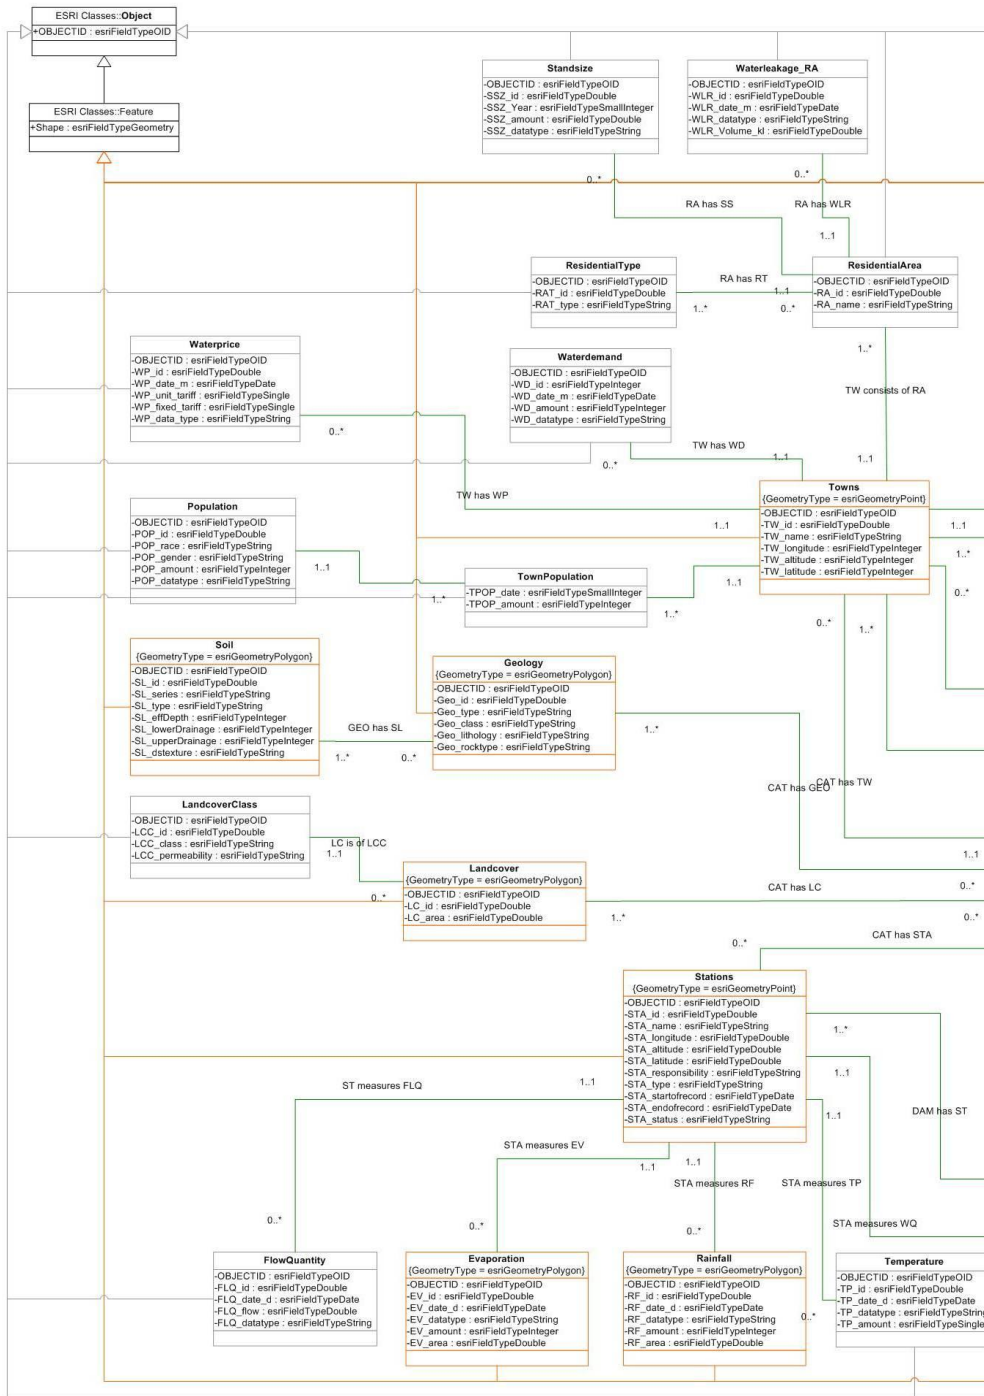 ESRI Classes::Object
+OBJECTID : esriFieldTypeOID
ESRI Classes::Feature
+Shape : esriFieldTypeGeometry
Standsize
-OBJECTID : esriFieldTypeOID
-SSZ_id : esriFieldTypeDouble
-SSZ_Year : esriFieldTypeSmallInteger
-SSZ_amount : esriFieldTypeDouble
-SSZ_datatype : esriFieldTypeString
Waterleakage_RA
-OBJECTID : esriFieldTypeOID
-WLR_id : esriFieldTypeDouble
-WLR_date_m : esriFieldTypeDate
-WLR_datatype : esriFieldTypeString
-WLR_Volume_kl : esriFieldTypeDouble
0..*
0..*
RA has SS
RA has WLR
1..1
ResidentialType
-OBJECTID : esriFieldTypeOID
-RAT_id : esriFieldTypeDouble
-RAT_type : esriFieldTypeString
RA has RT
1..1
1..*
0..*
ResidentialArea
-OBJECTID : esriFieldTypeOID
-RA_id : esriFieldTypeDouble
-RA_name : esriFieldTypeString
1..*
TW consists of RA
1..1
Waterprice
-OBJECTID : esriFieldTypeOID
-WP_id : esriFieldTypeDouble
-WP_date_m : esriFieldTypeDate
-WP_unit_tariff : esriFieldTypeSingle
-WP_fixed_tariff : esriFieldTypeSingle
-WP_data_type : esriFieldTypeString
0..*
Waterdemand
-OBJECTID : esriFieldTypeOID
-WD_id : esriFieldTypeInteger
-WD_date_m : esriFieldTypeDate
-WD_amount : esriFieldTypeInteger
-WD_datatype : esriFieldTypeString
TW has WD
1..1
0..*
TW has WP
1..1
Towns
{GeometryType = esriGeometryPoint}
-OBJECTID : esriFieldTypeOID
-TW_id : esriFieldTypeDouble
-TW_name : esriFieldTypeString
-TW_longitude : esriFieldTypeInteger
-TW_altitude : esriFieldTypeInteger
-TW_latitude : esriFieldTypeInteger
1..1
1..*
0..*
Population
-OBJECTID : esriFieldTypeOID
-POP_id : esriFieldTypeDouble
-POP_race : esriFieldTypeString
-POP_gender : esriFieldTypeString
-POP_amount : esriFieldTypeInteger
-POP_datatype : esriFieldTypeString
1..1
1..*
TownPopulation
-TPOP_date : esriFieldTypeSmallInteger
-TPOP_amount : esriFieldTypeInteger
1..1
1..*
0..*
1..*
Soil
{GeometryType = esriGeometryPolygon}
-OBJECTID : esriFieldTypeOID
-SL_id : esriFieldTypeDouble
-SL_series : esriFieldTypeString
-SL_type : esriFieldTypeString
-SL_effDepth : esriFieldTypeInteger
-SL_lowerDrainage : esriFieldTypeInteger
-SL_upperDrainage : esriFieldTypeInteger
-SL_dstexture : esriFieldTypeString
GEO has SL
1..*
0..*
Geology
{GeometryType = esriGeometryPolygon}
-OBJECTID : esriFieldTypeOID
-Geo_id : esriFieldTypeDouble
-Geo_type : esriFieldTypeString
-Geo_class : esriFieldTypeString
-Geo_lithology : esriFieldTypeString
-Geo_rocktype : esriFieldTypeString
1..*
CAT has TW
CAT has GEO
1..1
0..*
LandcoverClass
-OBJECTID : esriFieldTypeOID
-LCC_id : esriFieldTypeDouble
-LCC_class : esriFieldTypeString
-LCC_permeability : esriFieldTypeString
LC is of LCC
1..1
0..*
Landcover
{GeometryType = esriGeometryPolygon}
-OBJECTID : esriFieldTypeOID
-LC_id : esriFieldTypeDouble
-LC_area : esriFieldTypeDouble
CAT has LC
1..*
0..*
0..*
CAT has STA
Stations
{GeometryType = esriGeometryPoint}
-OBJECTID : esriFieldTypeOID
-STA_id : esriFieldTypeDouble
-STA_name : esriFieldTypeString
-STA_longitude : esriFieldTypeDouble
-STA_altitude : esriFieldTypeDouble
-STA_latitude : esriFieldTypeDouble
-STA_responsibility : esriFieldTypeString
-STA_type : esriFieldTypeString
-STA_startofrecord : esriFieldTypeDate
-STA_endofrecord : esriFieldTypeDate
-STA_status : esriFieldTypeString
1..*
1..1
1..1
DAM has ST
ST measures FLQ
1..1
STA measures EV
1..1
1..1
STA measures RF
STA measures TP
STA measures WQ
0..*
0..*
0..*
0..*
FlowQuantity
-OBJECTID : esriFieldTypeOID
-FLQ_id : esriFieldTypeDouble
-FLQ_date_d : esriFieldTypeDate
-FLQ_flow : esriFieldTypeDouble
-FLQ_datatype : esriFieldTypeString
Evaporation
{GeometryType = esriGeometryPolygon}
-OBJECTID : esriFieldTypeOID
-EV_id : esriFieldTypeDouble
-EV_date_d : esriFieldTypeDate
-EV_datatype : esriFieldTypeString
-EV_amount : esriFieldTypeInteger
-EV_area : esriFieldTypeDouble
Rainfall
{GeometryType = esriGeometryPolygon}
-OBJECTID : esriFieldTypeOID
-RF_id : esriFieldTypeDouble
-RF_date_d : esriFieldTypeDate
-RF_datatype : esriFieldTypeString
-RF_amount : esriFieldTypeInteger
-RF_area : esriFieldTypeDouble
Temperature
-OBJECTID : esriFieldTypeOID
-TP_id : esriFieldTypeDouble
-TP_date_d : esriFieldTypeDate
-TP_datatype : esriFieldTypeString
-TP_amount : esriFieldTypeSingle